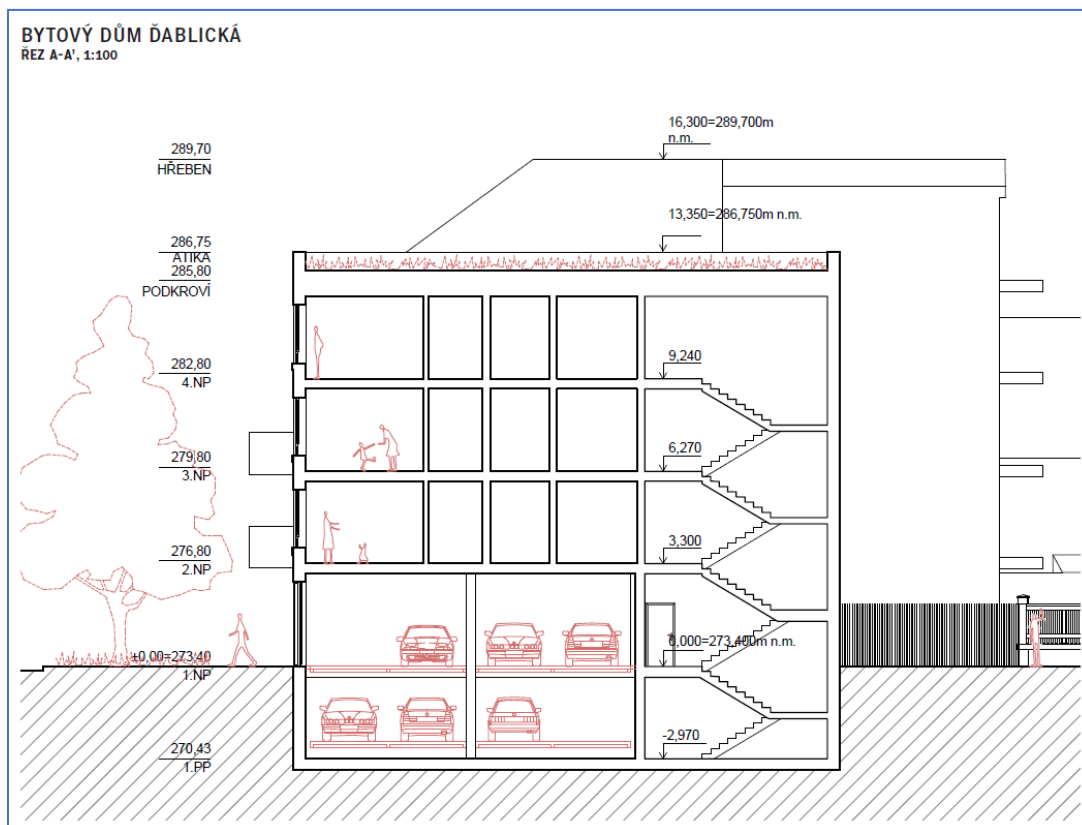 BYTOVÝ DŮM ĎABLICKÁ
ŘEZ A-A', 1:100
16,300=289,700m
n.m.
289,70
HŘEBEN
13,350=286,750m n.m.
286,75
ATIKA
285,80
PODKROVÍ
282,80
4.NP
9,240
279,80
3.NP
6,270
276,80
2.NP
3,300
±0.00=273,40
1.NP
0,000=273,400m n.m.
270,43
1.PP
-2,970